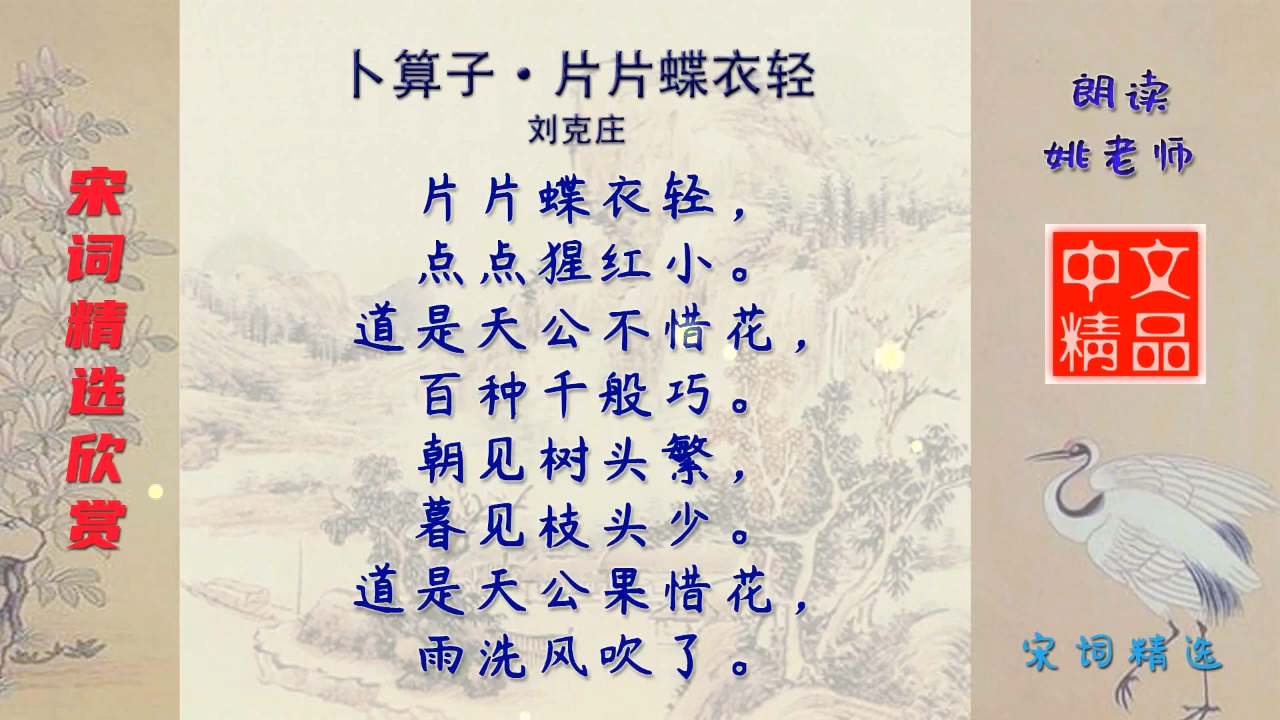 卜算子·片片蝶衣轻
刘克庄
片片蝶衣轻，
点点猩红小。
道是天公不惜花，
百种千般巧。
朝见树头繁，
暮见枝头少。
道是天公果惜花，
雨洗风吹了。
宋词精选欣赏
朗读
姚老师
中文
精品
宋词精选